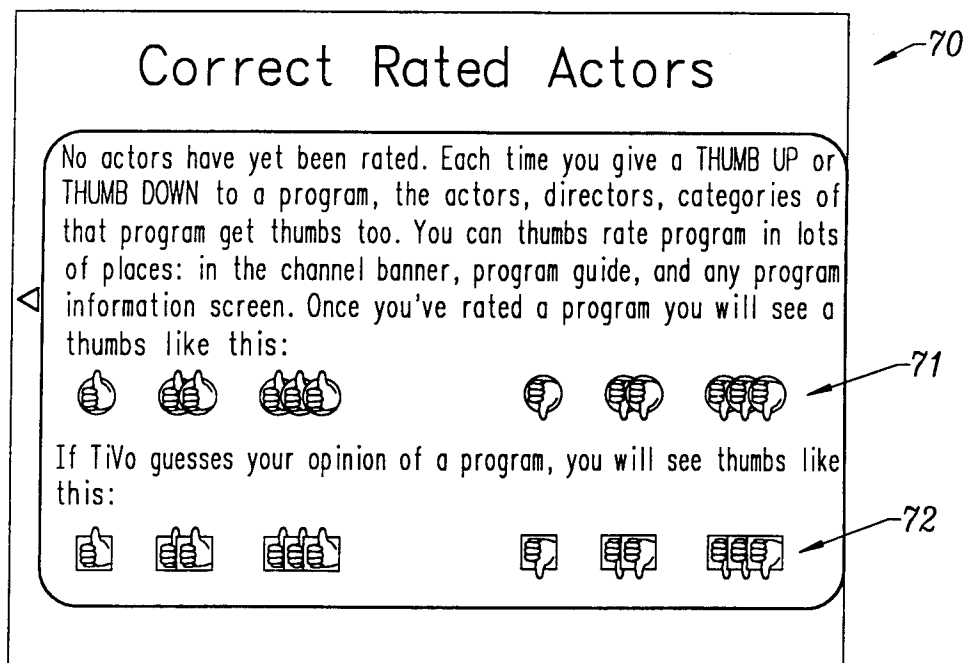 Correct Rated Actors
70
No actors have yet been rated. Each time you give a THUMB UP or
THUMB DOWN to a program, the actors, directors, categories of
that program get thumbs too. You can thumbs rate program in lots
of places: in the channel banner, program guide, and any program
information screen. Once you've rated a program you will see a
thumbs like this:
71
If TiVo guesses your opinion of a program, you will see thumbs like
this:
72